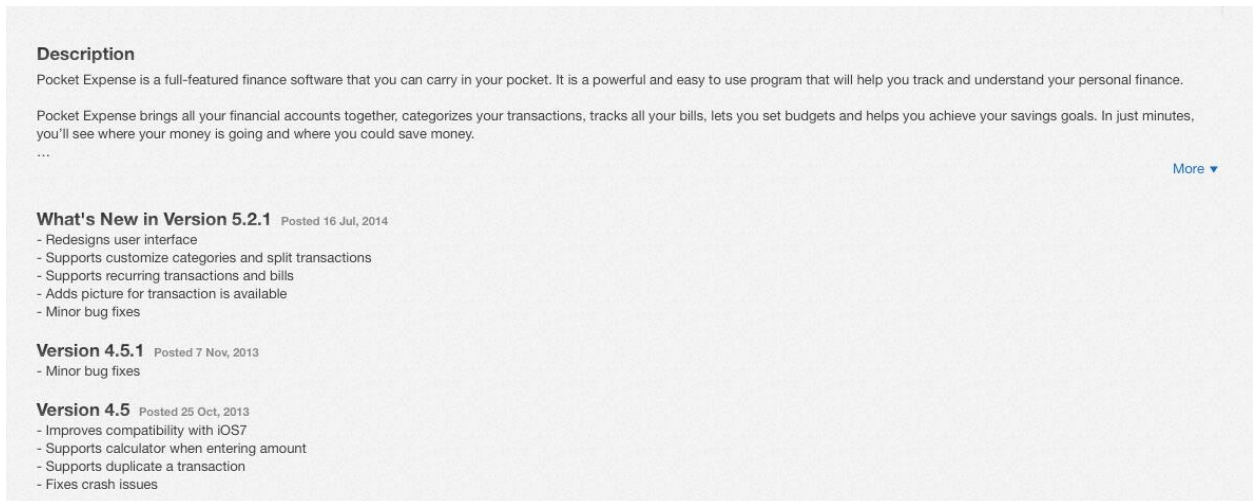 Description
Pocket Expense is a full-featured finance software that you can carry in your pocket. It is a powerful and easy to use program that will help you track and understand your personal finance.
Pocket Expense brings all your financial accounts together, categorizes your transactions, tracks all your bills, lets you set budgets and helps you achieve your savings goals. In just minutes,
you'll see where your money is going and where you could save money.
...
More ▼
What's New in Version 5.2.1 Posted 16 Jul, 2014
- Redesigns user interface
- Supports customize categories and split transactions
- Supports recurring transactions and bills
- Adds picture for transaction is available
- Minor bug fixes
Version 4.5.1 Posted 7 Nov, 2013
- Minor bug fixes
Version 4.5 Posted 25 Oct, 2013
- Improves compatibility with iOS7
- Supports calculator when entering amount
- Supports duplicate a transaction
- Fixes crash issues